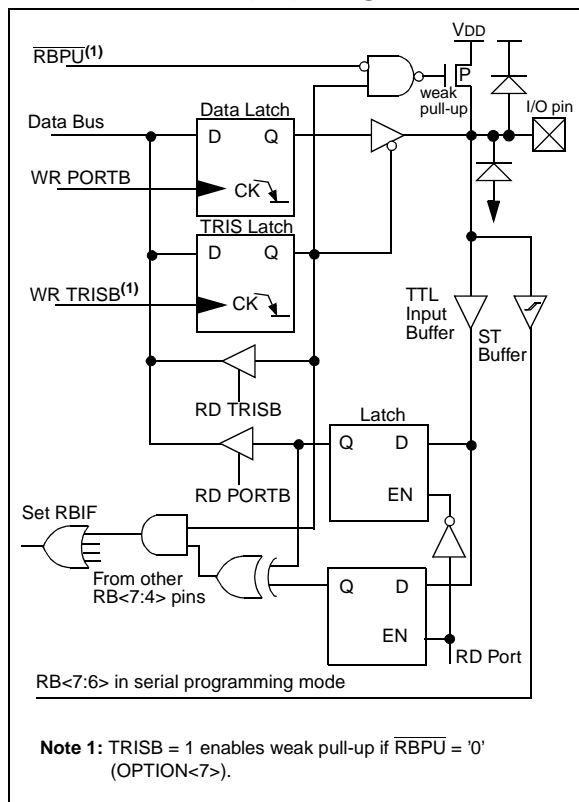 VDD
RBPU(1)
P
weak
pull-up
I/O pin
Data Latch
Data Bus
D Q
WR PORTB
CK
TRIS Latch
D Q
WR TRISB(1)
CK
TTL
Input
Buffer
ST
Buffer
RD TRISB
Latch
Q D
RD PORTB
EN
Set RBIF
From other
RB<7:4> pins
Q D
EN
RD Port
RB<7:6> in serial programming mode
Note 1: TRISB = 1 enables weak pull-up if RBPU = '0'
(OPTION<7>).